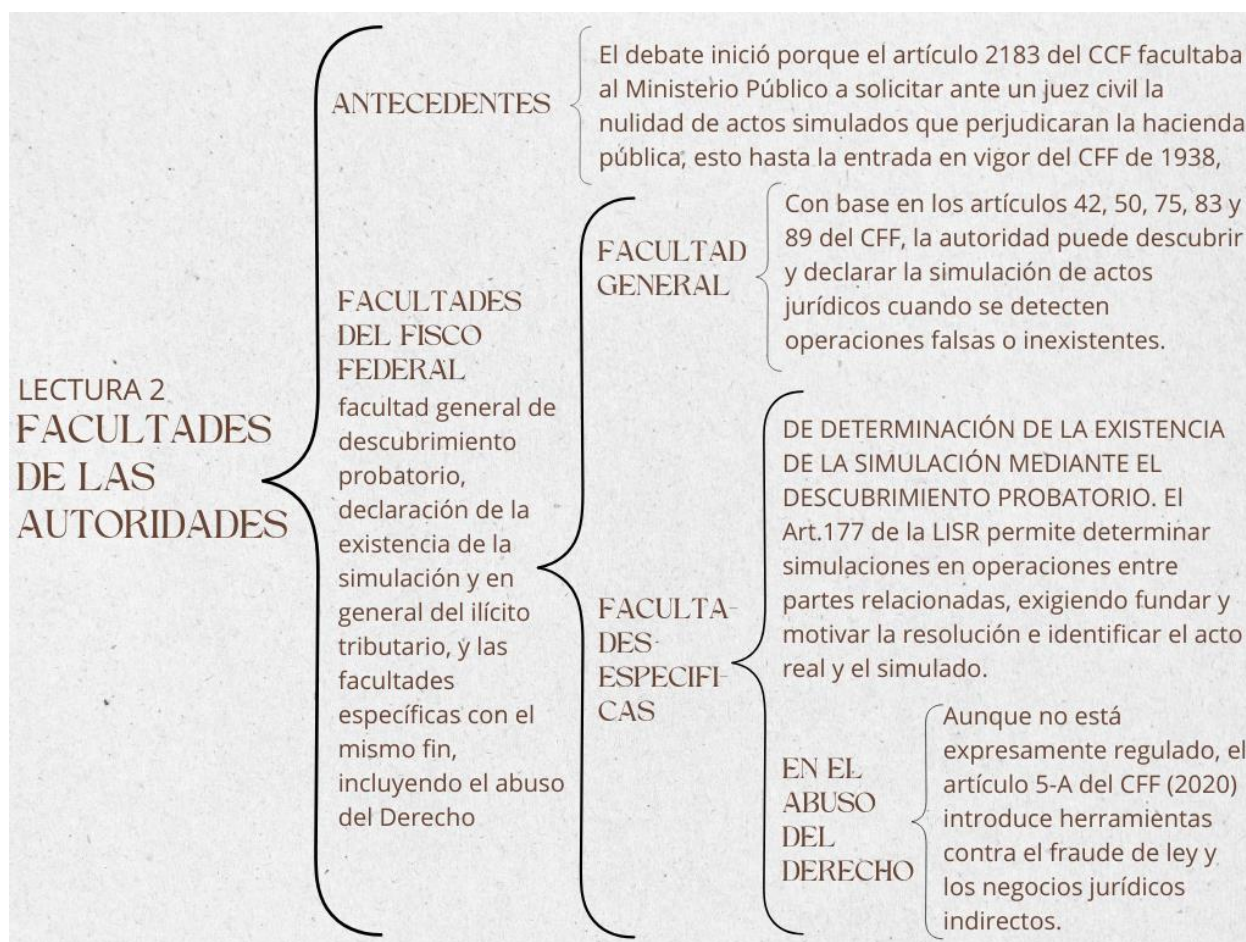 LECTURA 2
FACULTADES
DE LAS
AUTORIDADES
ANTECEDENTES
El debate inició porque el artículo 2183 del CCF facultaba
al Ministerio Público a solicitar ante un juez civil la
nulidad de actos simulados que perjudicaran la hacienda
pública, esto hasta la entrada en vigor del CFF de 1938,
FACULTADES
DEL FISCO
FEDERAL
facultad general de
descubrimiento
probatorio,
declaración de la
existencia de la
simulación y en
general del ilícito
tributario, y las
facultades
específicas con el
mismo fin,
incluyendo el abuso
del Derecho
FACULTAD
GENERAL
Con base en los artículos 42, 50, 75, 83 y
89 del CFF, la autoridad puede descubrir
y declarar la simulación de actos
jurídicos cuando se detecten
operaciones falsas o inexistentes.
FACULTA-
DES-
ESPECIFI-
CAS
DE DETERMINACIÓN DE LA EXISTENCIA
DE LA SIMULACIÓN MEDIANTE EL
DESCUBRIMIENTO PROBATORIO. El
Art.177 de la LISR permite determinar
simulaciones en operaciones entre
partes relacionadas, exigiendo fundar y
motivar la resolución e identificar el acto
real y el simulado.
EN EL
ABUSO
DEL
DERECHO
Aunque no está
expresamente regulado, el
artículo 5-A del CFF (2020)
introduce herramientas
contra el fraude de ley y
los negocios jurídicos
indirectos.